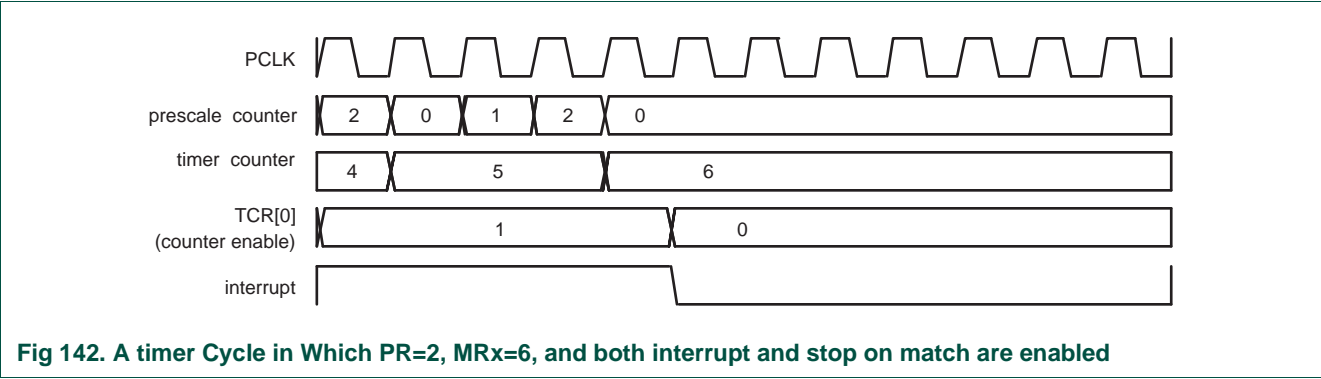 PCLK
prescale counter
2 0 1 2 0
timer counter
4 5 6
TCR[0]
(counter enable)
1 0
interrupt
Fig 142. A timer Cycle in Which PR=2, MRx=6, and both interrupt and stop on match are enabled